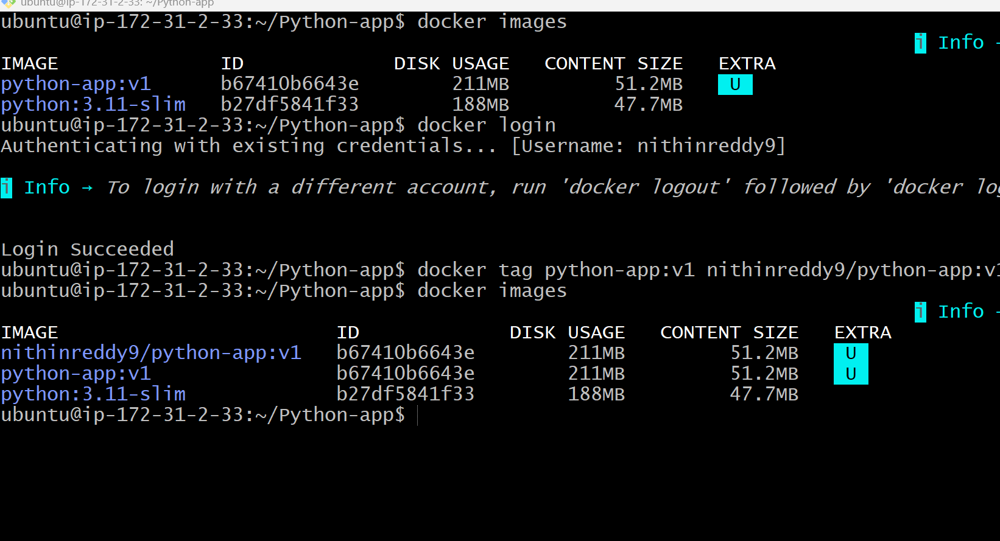 ubuntu@ip-172-31-2-33: ~/Python-app
ubuntu@ip-172-31-2-33:~/Python-app$ docker images
i Info →
IMAGE ID DISK USAGE CONTENT SIZE EXTRA
python-app:v1 b67410b6643e 211MB 51.2MB U
python:3.11-slim b27df5841f33 188MB 47.7MB
ubuntu@ip-172-31-2-33:~/Python-app$ docker login
Authenticating with existing credentials... [Username: nithinreddy9]
i Info → To login with a different account, run 'docker logout' followed by 'docker log
Login Succeeded
ubuntu@ip-172-31-2-33:~/Python-app$ docker tag python-app:v1 nithinreddy9/python-app:v1
ubuntu@ip-172-31-2-33:~/Python-app$ docker images
i Info →
IMAGE ID DISK USAGE CONTENT SIZE EXTRA
nithinreddy9/python-app:v1 b67410b6643e 211MB 51.2MB U
python-app:v1 b67410b6643e 211MB 51.2MB U
python:3.11-slim b27df5841f33 188MB 47.7MB
ubuntu@ip-172-31-2-33:~/Python-app$